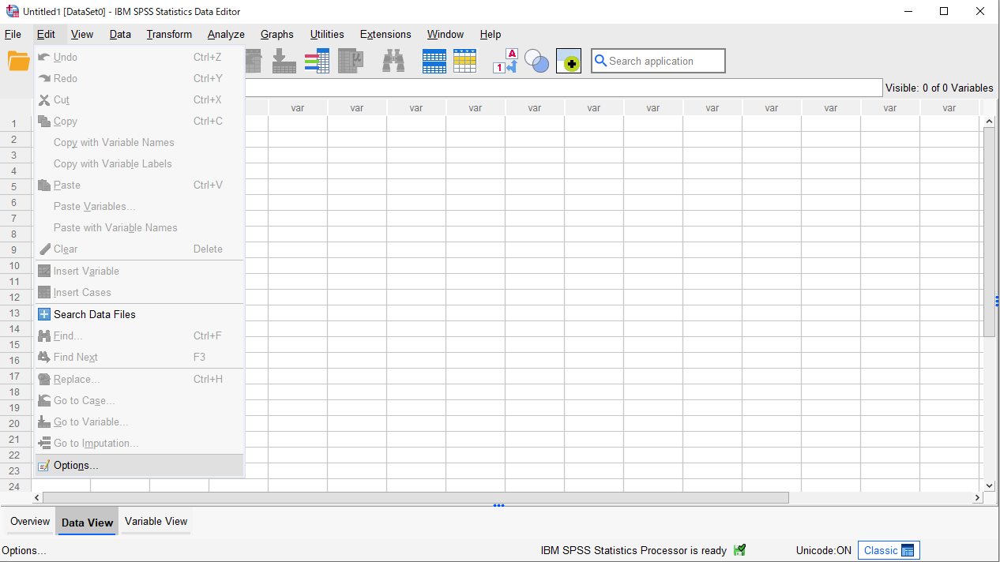 Untitled1 [DataSet0] - IBM SPSS Statistics Data Editor
File Edit View Data Transform Analyze Graphs Utilities Extensions Window Help
A
1
µ
Search application
Visible: 0 of 0 Variables
var var var var var var var var var var var var
Undo Ctrl+Z
Redo Ctrl+Y
Cut Ctrl+X
Copy Ctrl+C
Copy with Variable Names
Copy with Variable Labels
Paste Ctrl+V
Paste Variables...
Paste with Variable Names
Clear Delete
Insert Variable
Insert Cases
Search Data Files
Find... Ctrl+F
Find Next F3
Replace... Ctrl+H
Go to Case...
Go to Variable...
Go to Imputation...
Options...
1
2
3
4
5
6
7
8
9
10
11
12
13
14
15
16
17
18
19
20
21
22
23
24
Overview Data View Variable View
Options... IBM SPSS Statistics Processor is ready Unicode:ON Classic